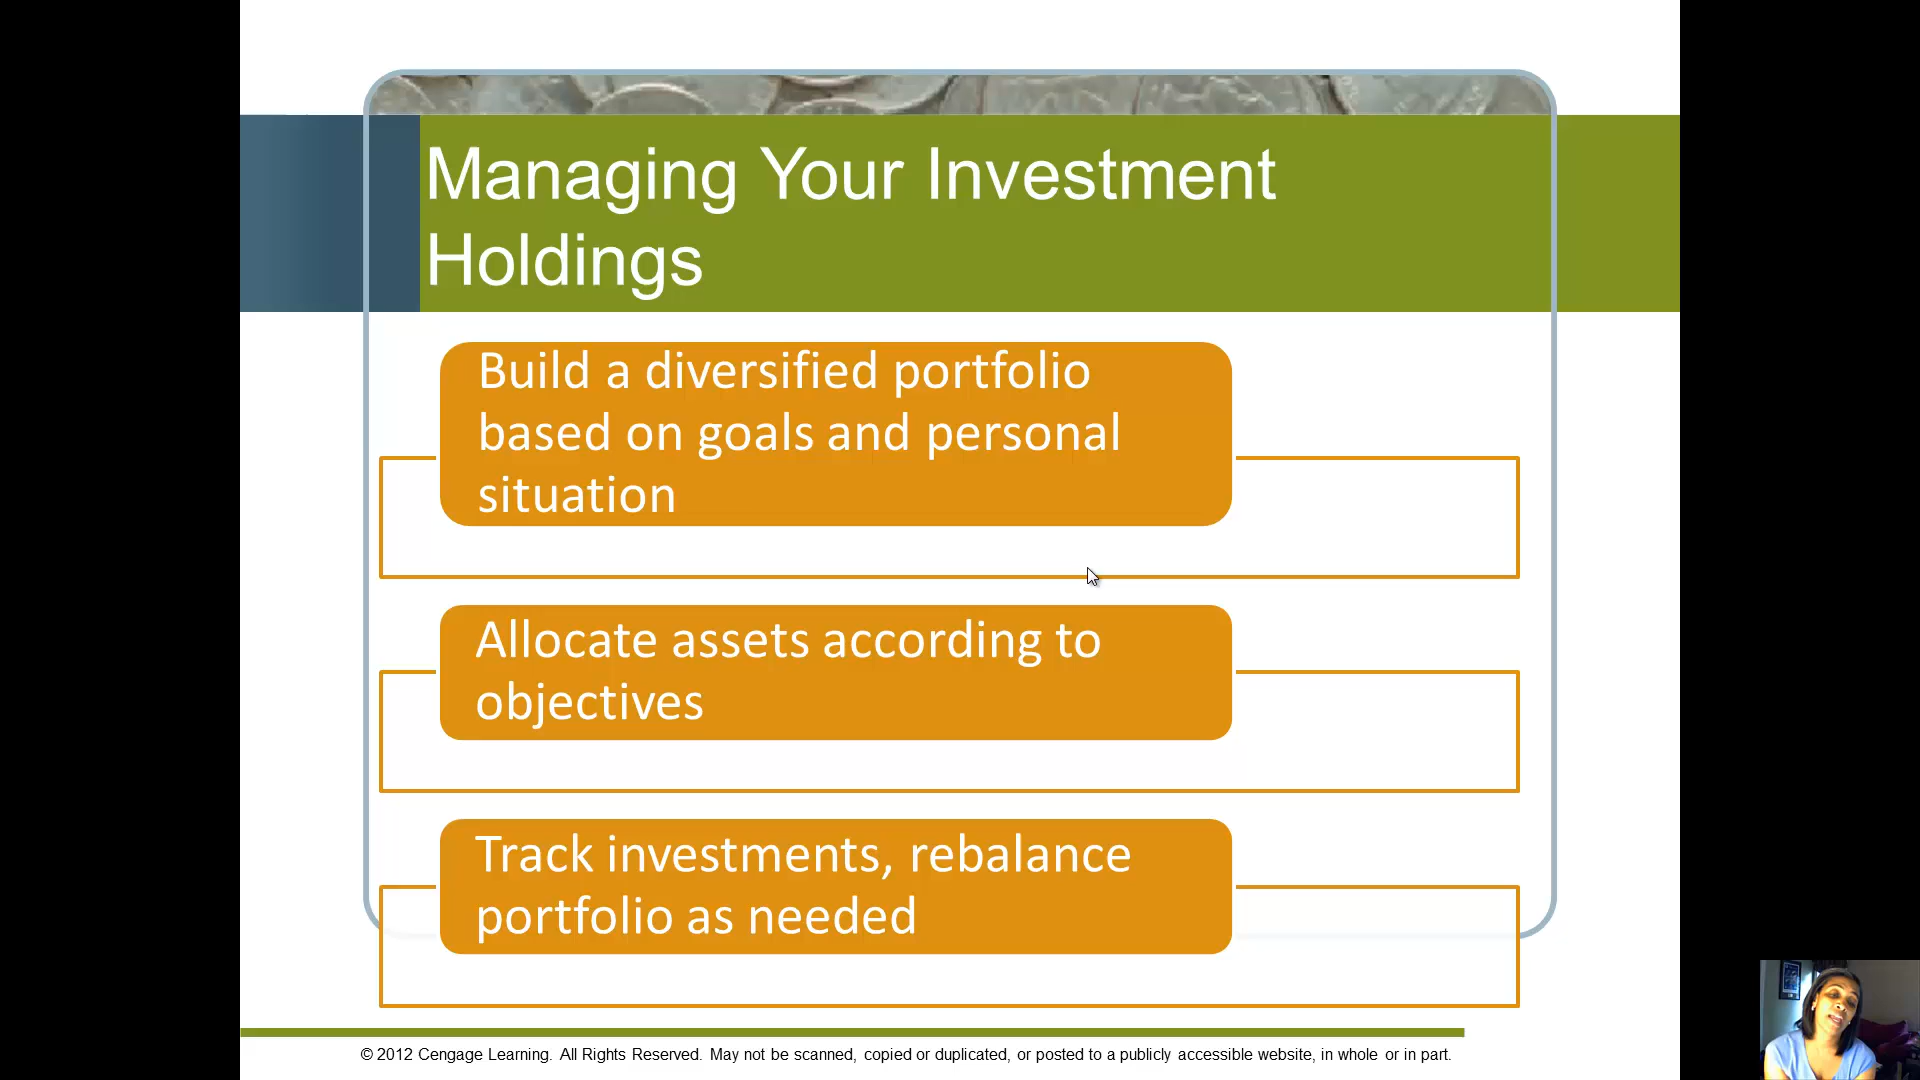 Managing Your Investment
Holdings
Build a diversified portfolio
based on goals and personal
situation
Allocate assets according to
objectives
Track investments, rebalance
portfolio as needed
© 2012 Cengage Learning. All Rights Reserved. May not be scanned, copied or duplicated, or posted to a publicly accessible website, in whole or in part.